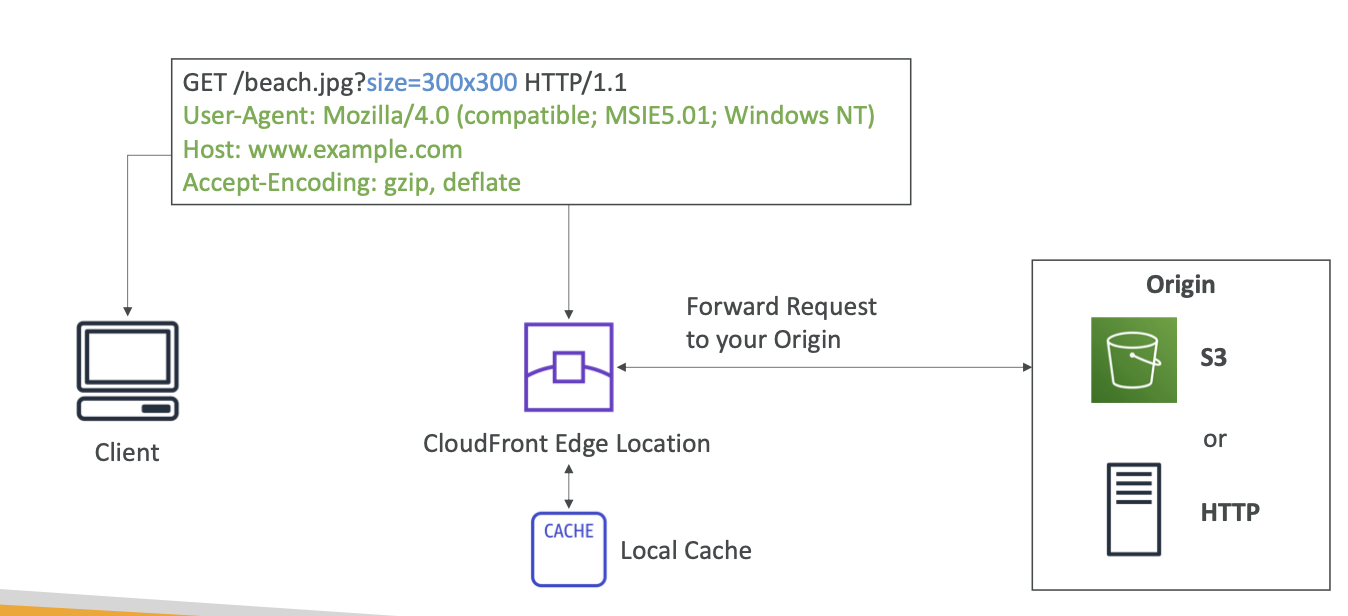 GET /beach.jpg?size=300x300 HTTP/1.1
User-Agent: Mozilla/4.0 (compatible; MSIE5.01; Windows NT)
Host: www.example.com
Accept-Encoding: gzip, deflate
Client
CloudFront Edge Location
CACHE
Local Cache
Forward Request
to your Origin
Origin
S3
or
HTTP